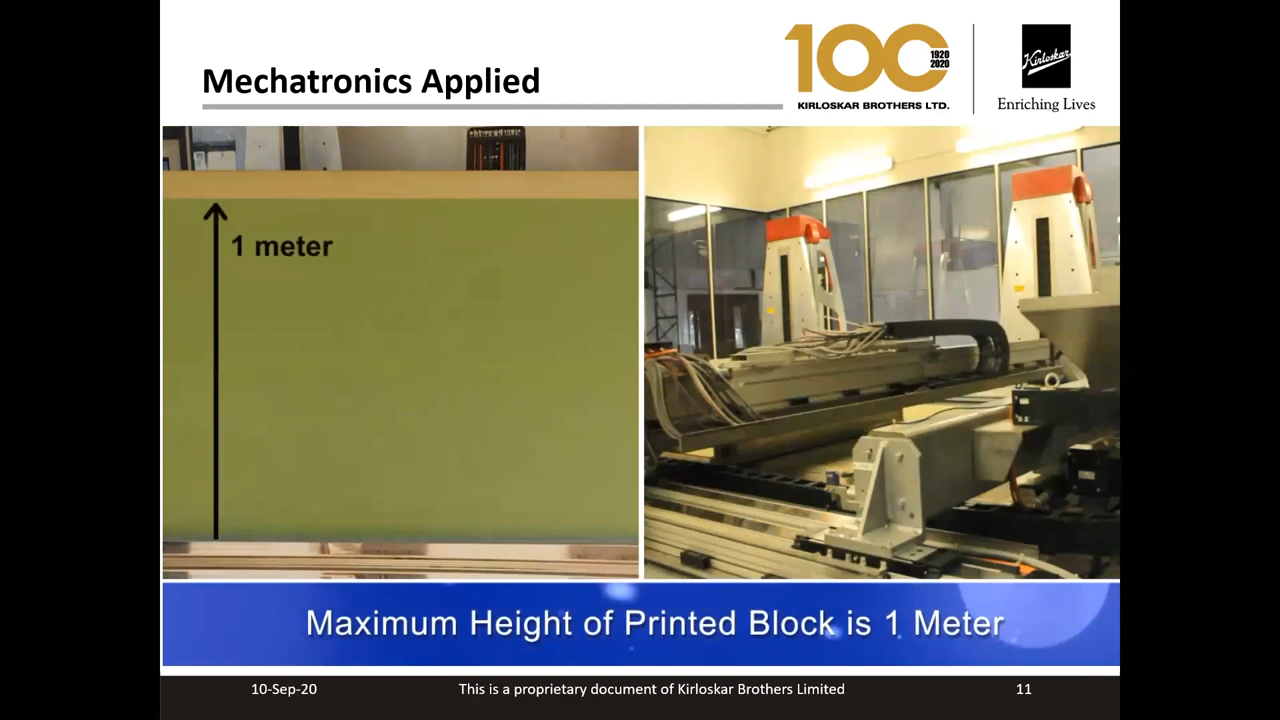 Mechatronics Applied
100
1920
2020
KIRLOSKAR BROTHERS LTD.
Kirloskar
Enriching Lives
1 meter
Maximum Height of Printed Block is 1 Meter
10-Sep-20
This is a proprietary document of Kirloskar Brothers Limited
11